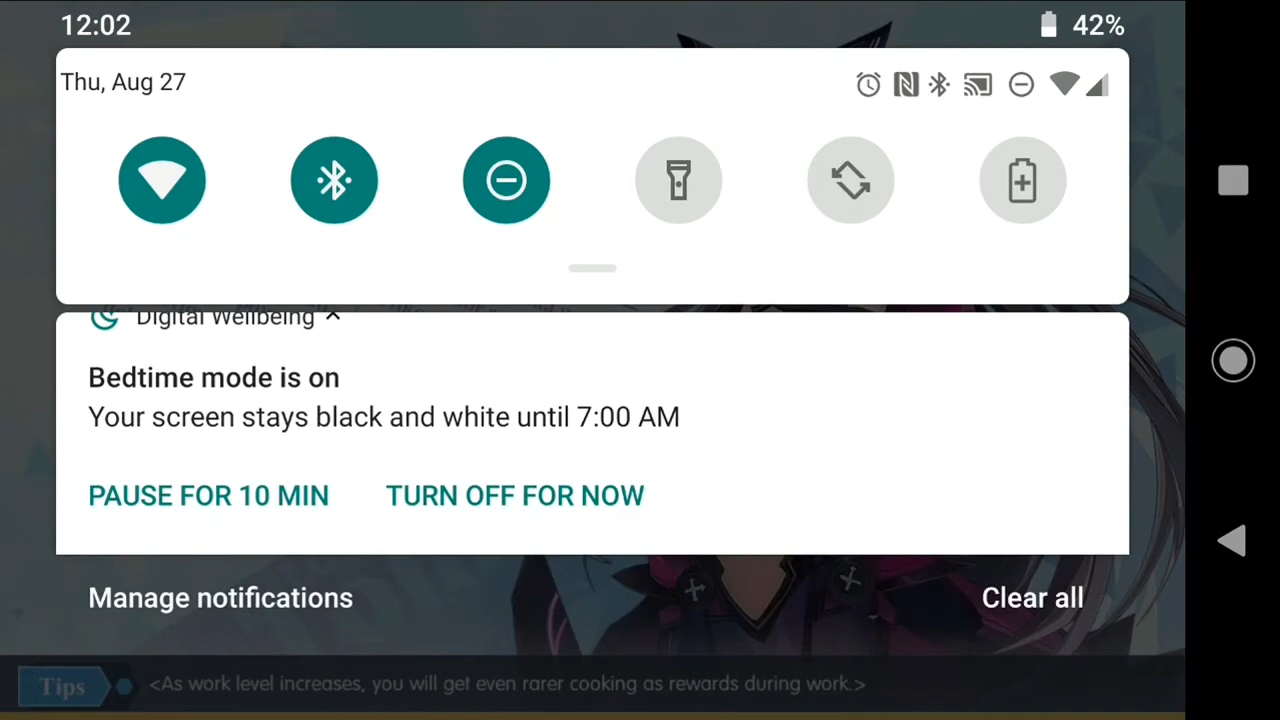 12:02
42%
Thu, Aug 27
Digital Wellbeing
Bedtime mode is on
Your screen stays black and white until 7:00 AM
PAUSE FOR 10 MIN
TURN OFF FOR NOW
Manage notifications
Clear all
Tips
<As work level increases, you will get even rarer cooking as rewards during work.>